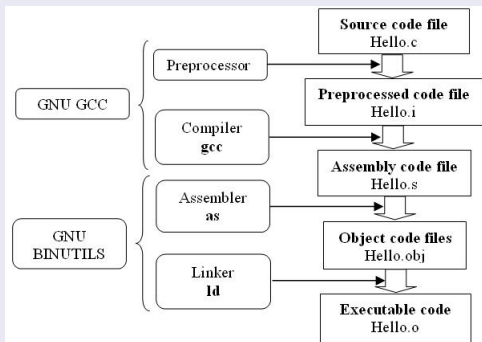 Source code file
Hello.c
Preprocessor
GNU GCC
Preprocessed code file
Hello.i
Compiler
gcc
Assembly code file
Hello.s
Assembler
as
GNU
BINUTILS
Object code files
Hello.obj
Linker
ld
Executable code
Hello.o